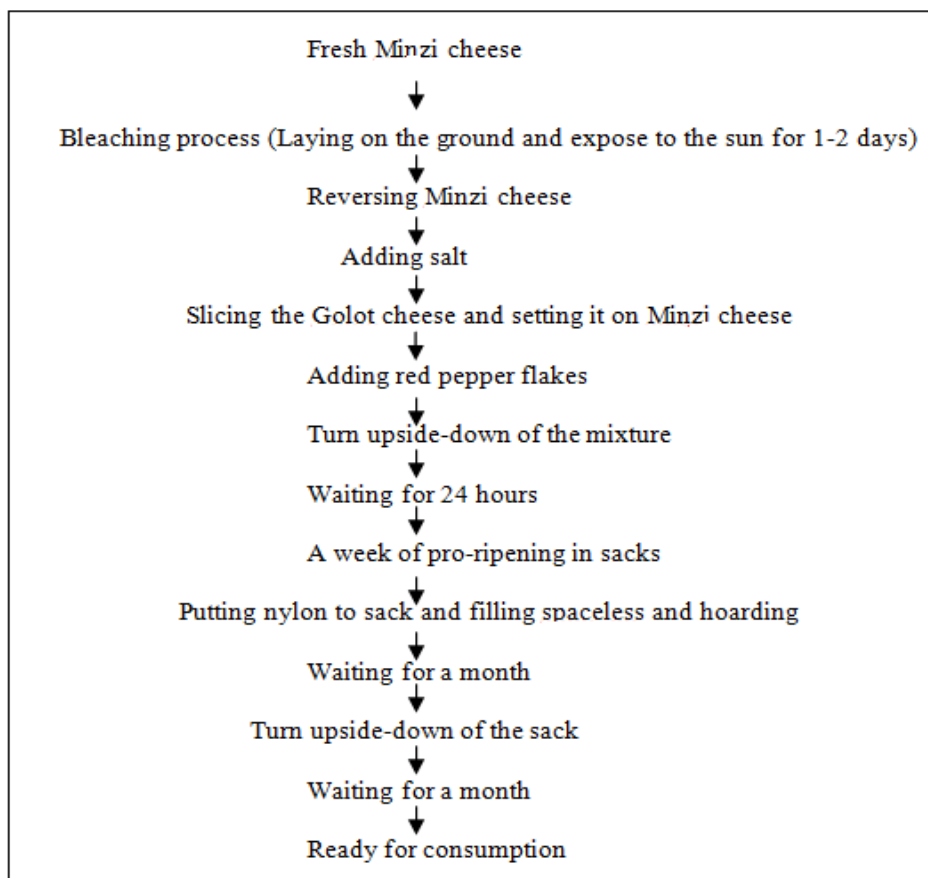 Fresh Minzi cheese
Bleaching process (Laying on the ground and expose to the sun for 1-2 days)
Reversing Minzi cheese
Adding salt
Slicing the Golot cheese and setting it on Minzi cheese
Adding red pepper flakes
Turn upside-down of the mixture
Waiting for 24 hours
A week of pro-ripening in sacks
Putting nylon to sack and filling spaceless and hoarding
Waiting for a month
Turn upside-down of the sack
Waiting for a month
Ready for consumption